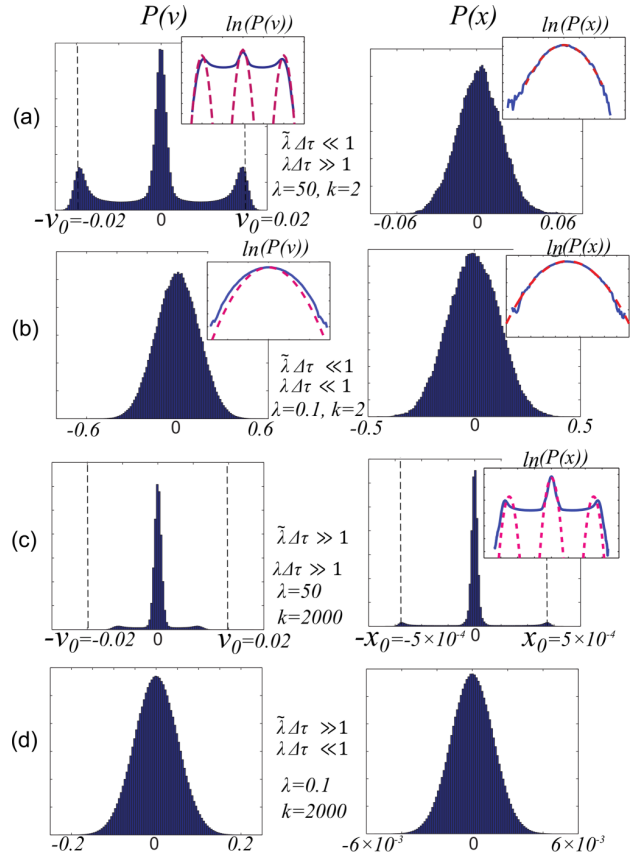 P(v)
P(x)
ln(P(v))
ln(P(x))
(a)
λ̃ Δτ ≪ 1
λΔτ ≫ 1
λ=50, k=2
-v₀=-0.02
0
v₀=0.02
-0.06
0
0.06
ln(P(v))
ln(P(x))
(b)
λ̃ Δτ ≪1
λ Δτ ≪1
λ=0.1, k=2
-0.6
0
0.6
-0.5
0
0.5
ln(P(x))
(c)
λ̃ Δτ ≫1
λΔτ ≫1
λ=50
k=2000
-v₀=-0.02
0
v₀=0.02
-x₀=-5×10⁻⁴
0
x₀=5×10⁻⁴
(d)
λ̃ Δτ ≫1
λ Δτ ≪1
λ=0.1
k=2000
-0.2
0
0.2
-6×10⁻³
0
6×10⁻³